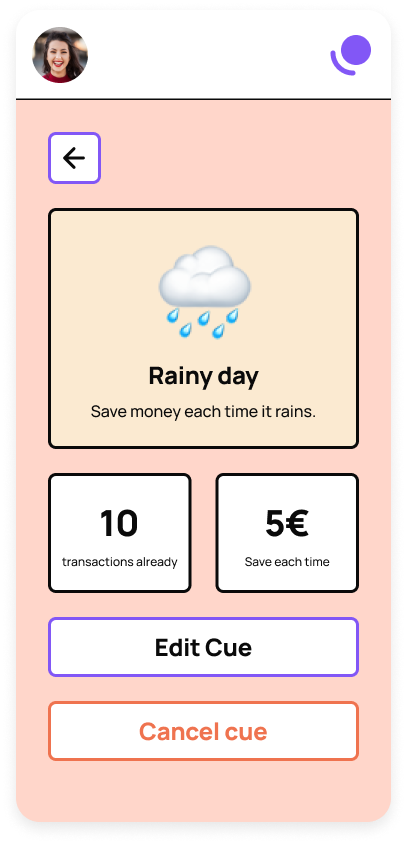 Rainy day
Save money each time it rains.
10
transactions already
5€
Save each time
Edit Cue
Cancel cue